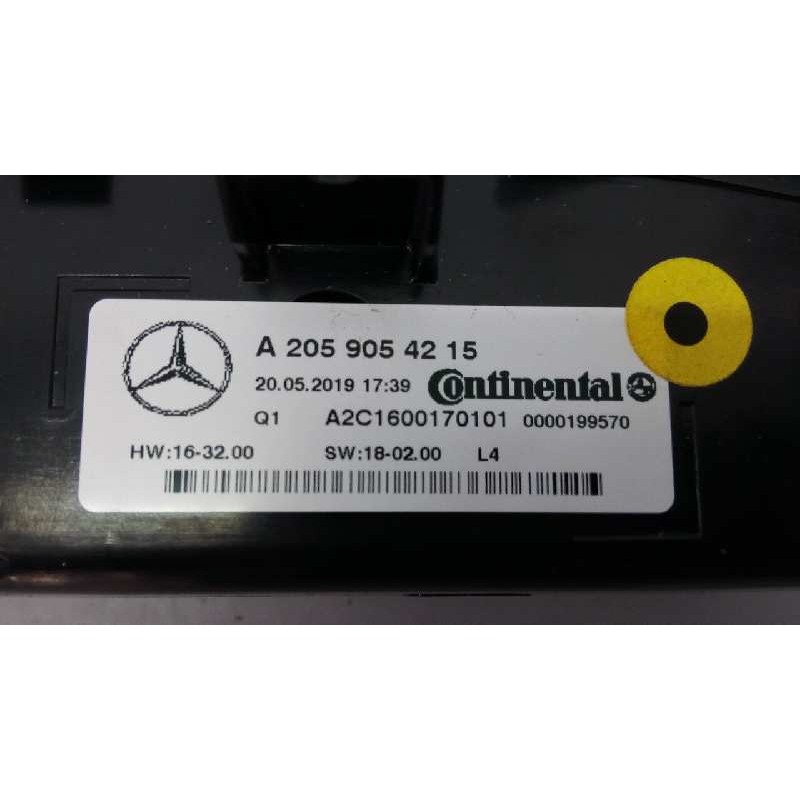 A 205 905 42 15
20.05.2019 17:39 Continental
Q1 A2C1600170101 0000199570
HW:16-32.00 SW:18-02.00 L4